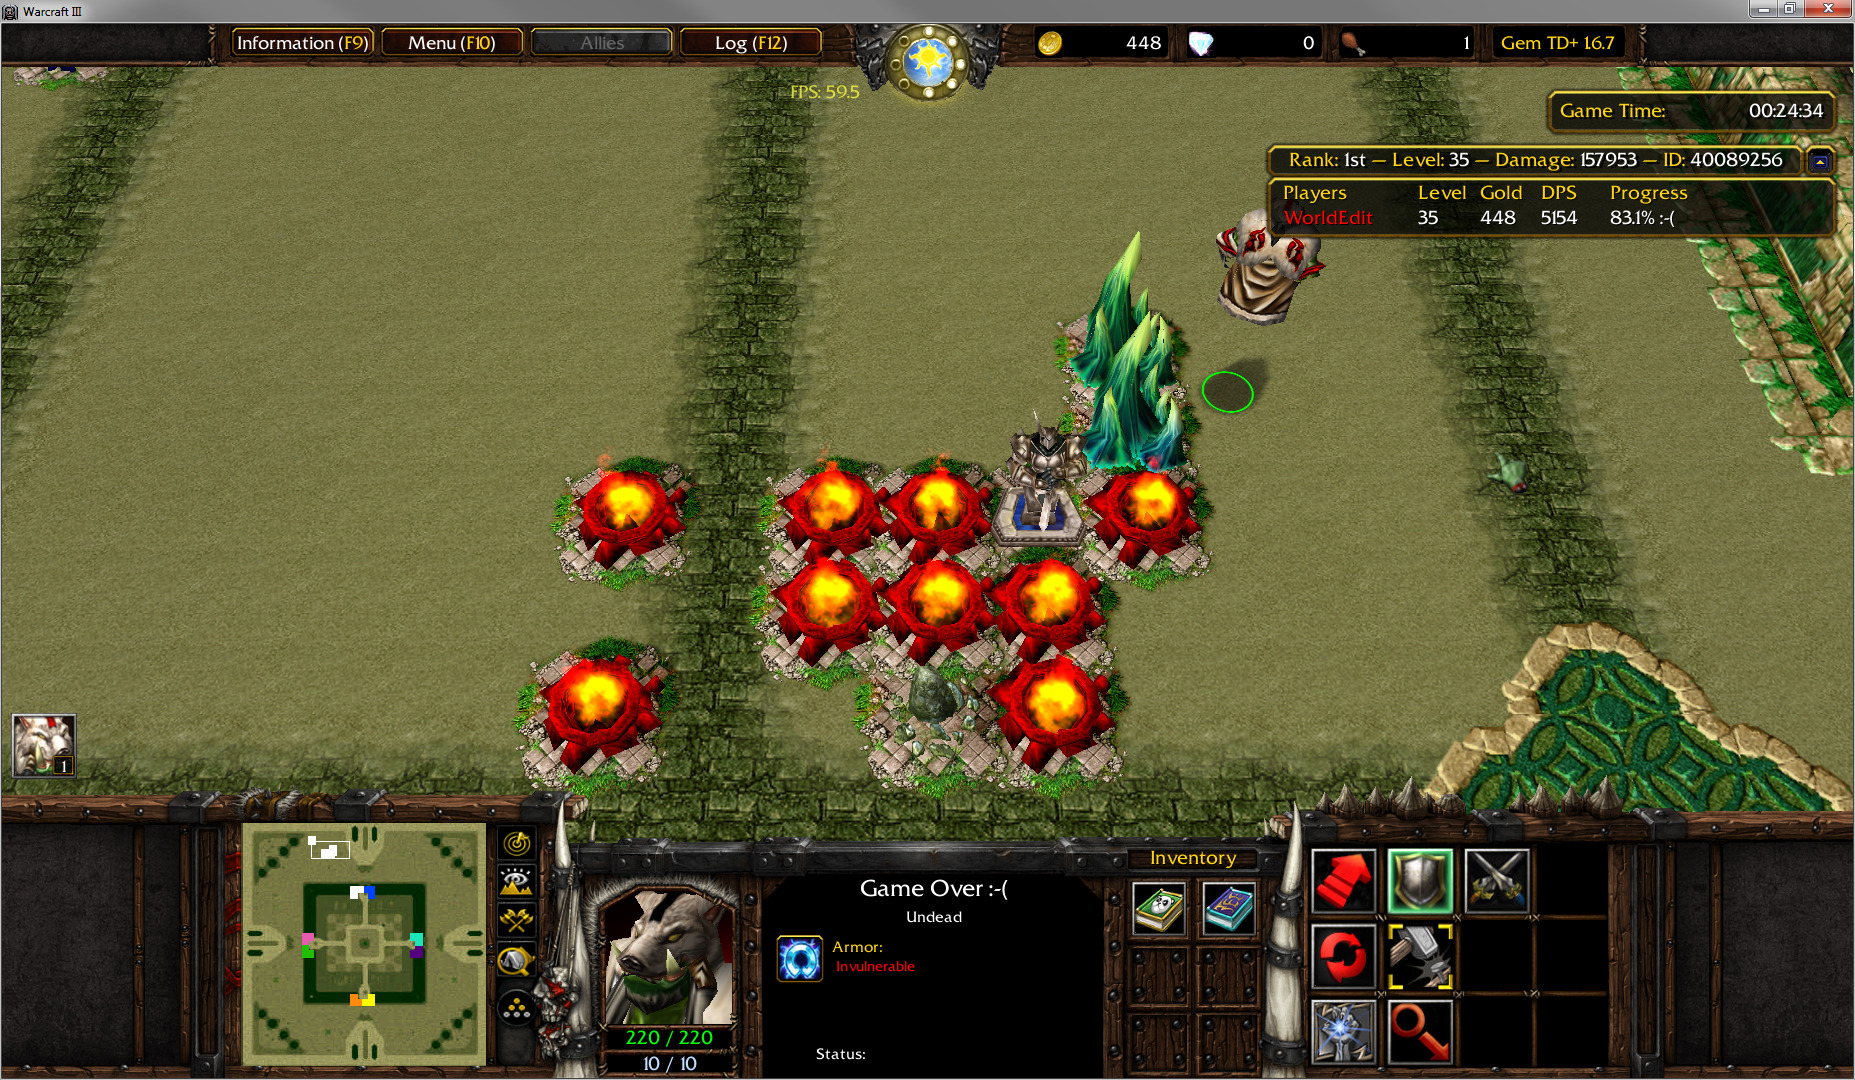 Warcraft III
Information (F9)
Menu (F10)
Allies
Log (F12)
448
0
1
Gem TD+ 1.6.7
FPS: 59.5
Game Time: 00:24:34
Rank: 1st — Level: 35 — Damage: 157953 — ID: 40089256
Players Level Gold DPS Progress
WorldEdit 35 448 5154 83.1% :-(
1
Game Over :-(
Undead
Armor:
Invulnerable
Status:
220 / 220
10 / 10
Inventory